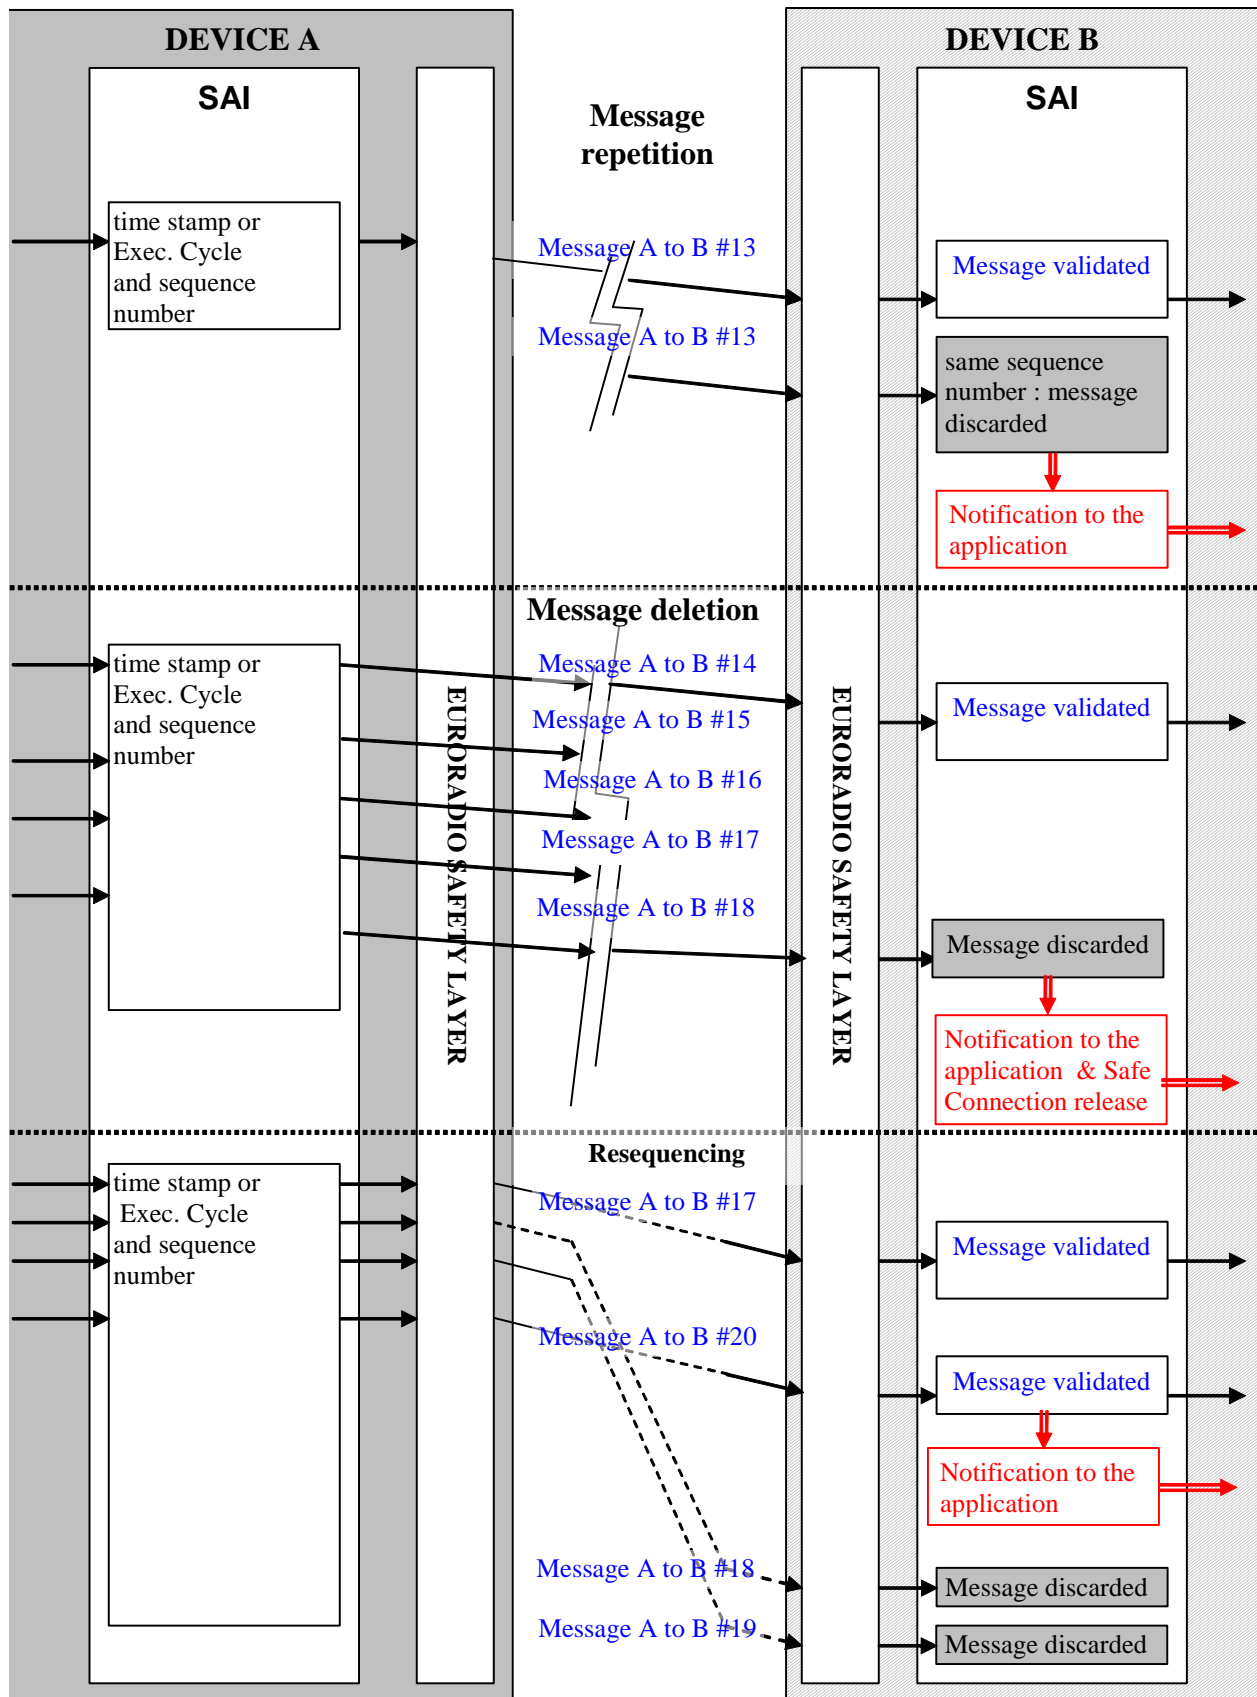 DEVICE A
DEVICE B
SAI
SAI
Message
repetition
time stamp or
Exec. Cycle
and sequence
number
Message A to B #13
Message validated
Message A to B #13
same sequence
number : message
discarded
Notification to the
application
Message deletion
time stamp or
Exec. Cycle
and sequence
number
Message A to B #14
Message A to B #15
Message A to B #16
Message A to B #17
Message A to B #18
EURORADIO SAFETY LAYER
EURORADIO SAFETY LAYER
Message validated
Message discarded
Notification to the
application & Safe
Connection release
Resequencing
time stamp or
Exec. Cycle
and sequence
number
Message A to B #17
Message validated
Message A to B #20
Message validated
Notification to the
application
Message A to B #18
Message discarded
Message A to B #19
Message discarded